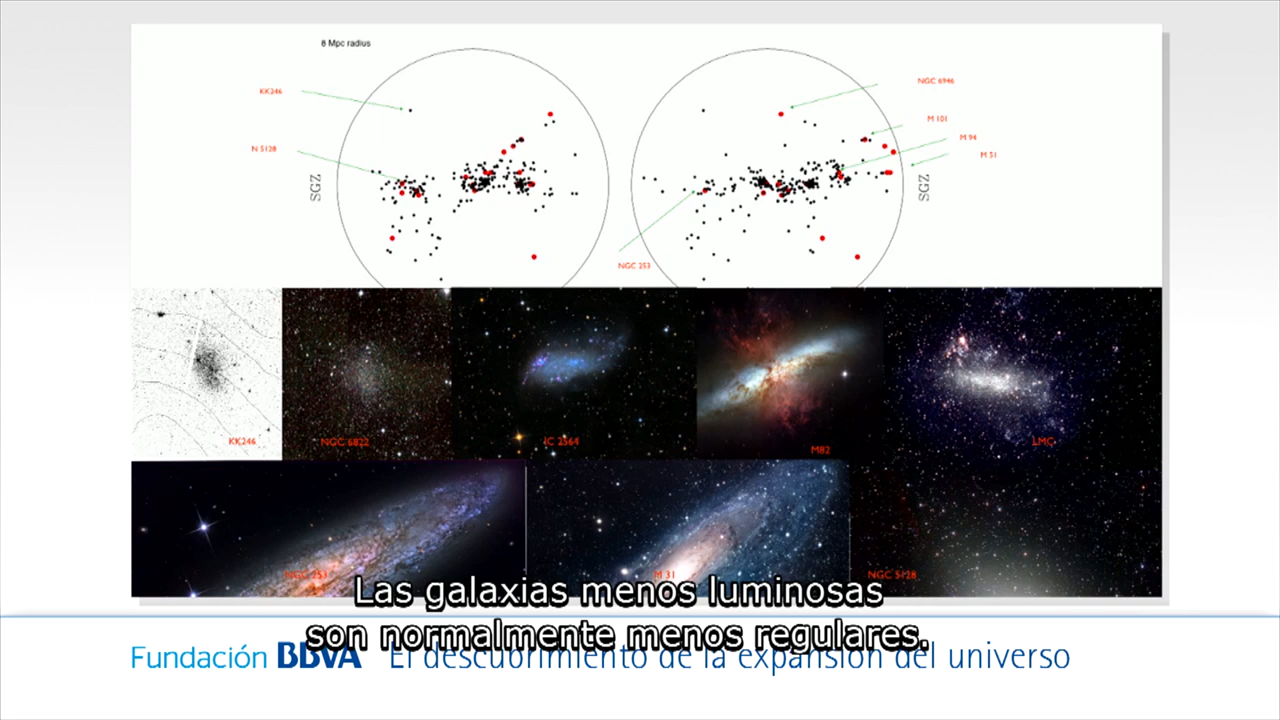 8 Mpc radius
KK246
N 5128
SGZ
NGC 6946
M 101
M 94
M 51
SGZ
NGC 253
KK246
NGC 6822
IC 2564
M82
LMC
NGC 253
M 31
NGC 5128
Las galaxias menos luminosas
son normalmente menos regulares.
Fundación BBVA El descubrimiento de la expansión del universo